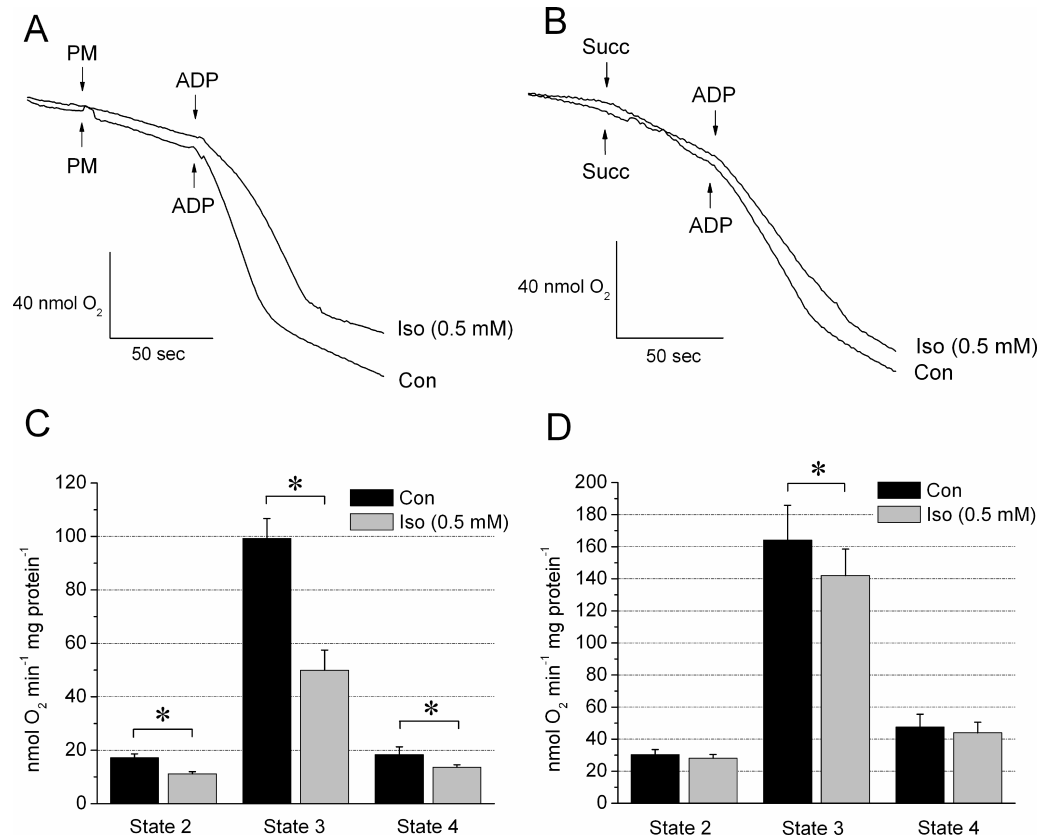 A
PM
ADP
PM
ADP
40 nmol O₂
50 sec
Iso (0.5 mM)
Con
B
Succ
ADP
Succ
ADP
40 nmol O₂
50 sec
Iso (0.5 mM)
Con
C
nmol O₂ min⁻¹ mg protein⁻¹
120
100
80
60
40
20
0
*
*
*
Con
Iso (0.5 mM)
State 2
State 3
State 4
D
nmol O₂ min⁻¹ mg protein⁻¹
200
180
160
140
120
100
80
60
40
20
0
*
Con
Iso (0.5 mM)
State 2
State 3
State 4